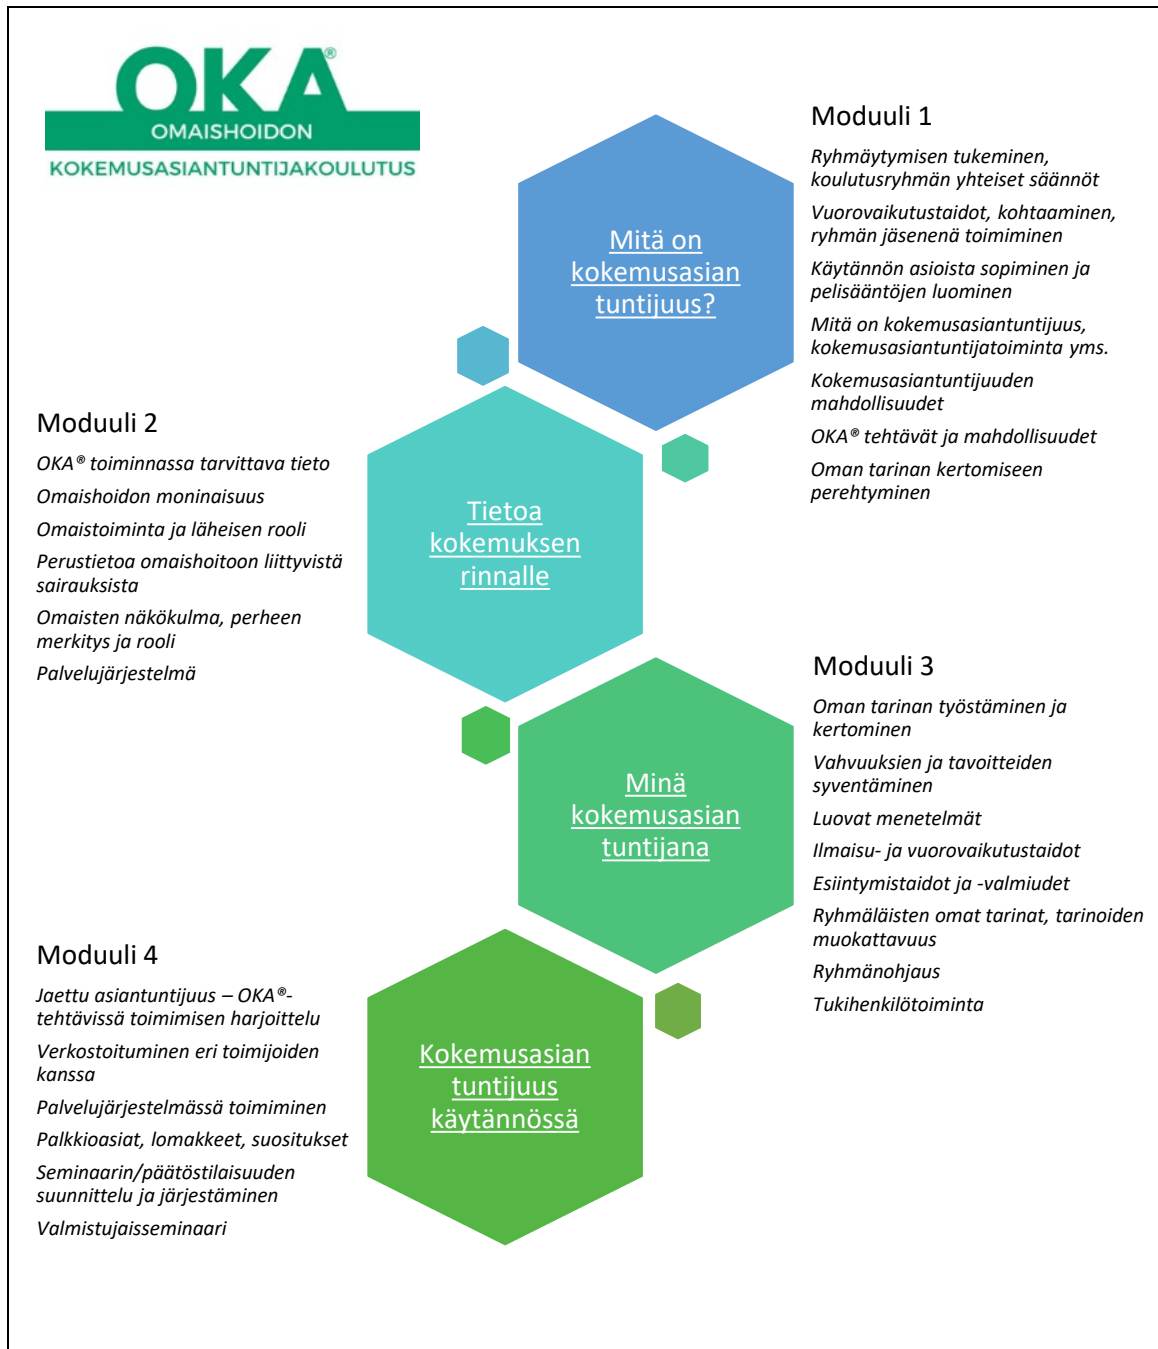 OKA®
OMAISHOIDON
KOKEMUSASIANTUNTIJAKOULUTUS
Mitä on
kokemusasian
tuntijuus?
Moduuli 1
Ryhmäytymisen tukeminen,
koulutusryhmän yhteiset säännöt
Vuorovaikutustaidot, kohtaaminen,
ryhmän jäsenenä toimiminen
Käytännön asioista sopiminen ja
pelisääntöjen luominen
Mitä on kokemusasiantuntijuus,
kokemusasiantuntijatoiminta yms.
Kokemusasiantuntijuuden
mahdollisuudet
OKA® tehtävät ja mahdollisuudet
Oman tarinan kertomiseen
perehtyminen
Moduuli 2
OKA® toiminnassa tarvittava tieto
Omaishoidon moninaisuus
Omaistoiminta ja läheisen rooli
Perustietoa omaishoitoon liittyvistä
sairauksista
Omaisten näkökulma, perheen
merkitys ja rooli
Palvelujärjestelmä
Tietoa
kokemuksen
rinnalle
Minä
kokemusasian
tuntijana
Moduuli 3
Oman tarinan työstäminen ja
kertominen
Vahvuuksien ja tavoitteiden
syventäminen
Luovat menetelmät
Ilmaisu- ja vuorovaikutustaidot
Esiintymistaidot ja -valmiudet
Ryhmäläisten omat tarinat, tarinoiden
muokattavuus
Ryhmänohjaus
Tukihenkilötoiminta
Moduuli 4
Jaettu asiantuntijuus – OKA®-
tehtävissä toimimisen harjoittelu
Verkostoituminen eri toimijoiden
kanssa
Palvelujärjestelmässä toimiminen
Palkkioasiat, lomakkeet, suositukset
Seminaarin/päätöstilaisuuden
suunnittelu ja järjestäminen
Valmistujaisseminaari
Kokemusasian
tuntijuus
käytännössä